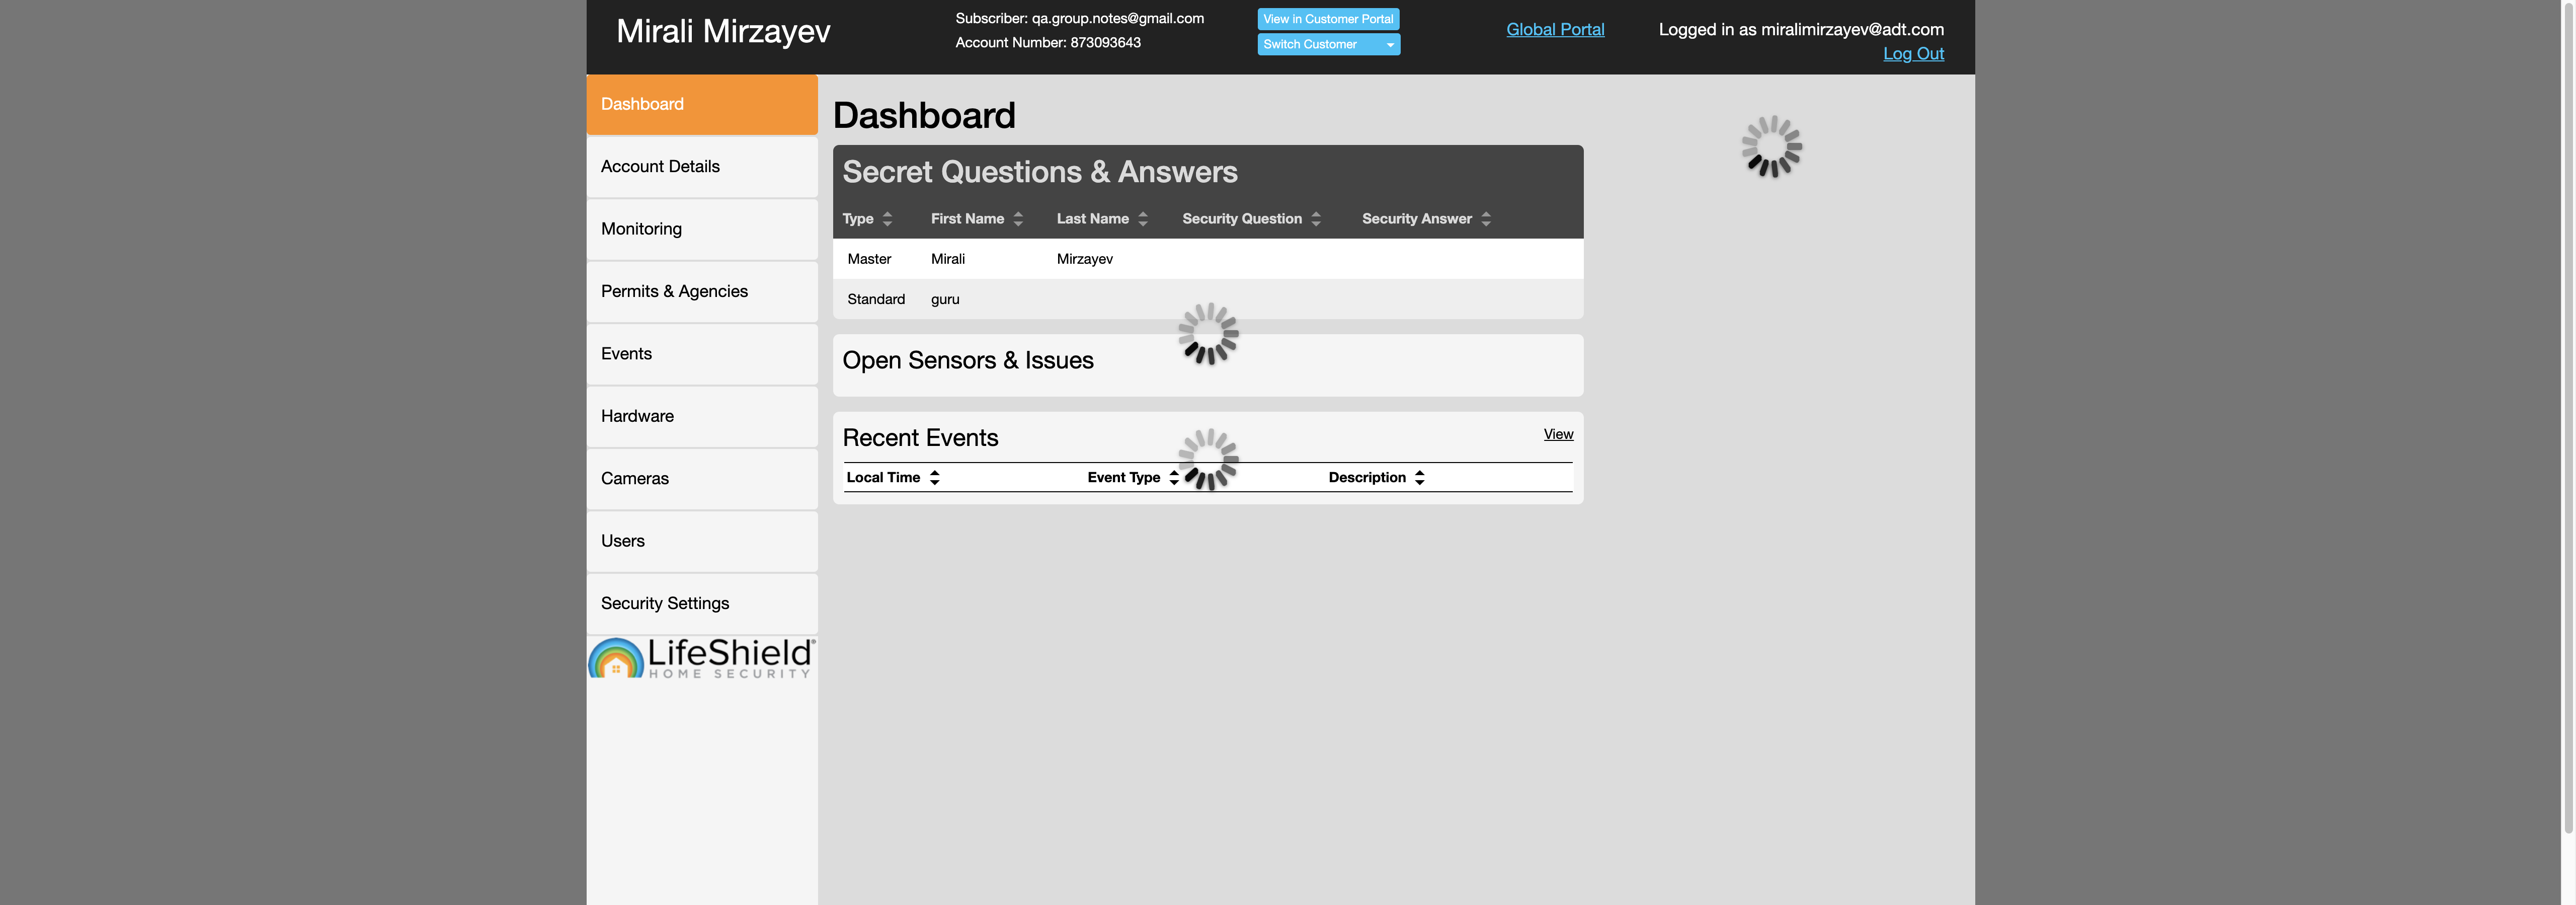 Mirali Mirzayev
Subscriber: qa.group.notes@gmail.com
Account Number: 873093643
View in Customer Portal
Switch Customer
Global Portal
Logged in as miralimirzayev@adt.com
Log Out
Dashboard
Account Details
Monitoring
Permits & Agencies
Events
Hardware
Cameras
Users
Security Settings
LifeShield®
HOME SECURITY
Dashboard
Secret Questions & Answers
Type First Name Last Name Security Question Security Answer
Master Mirali Mirzayev
Standard guru
Open Sensors & Issues
Recent Events View
Local Time Event Type Description